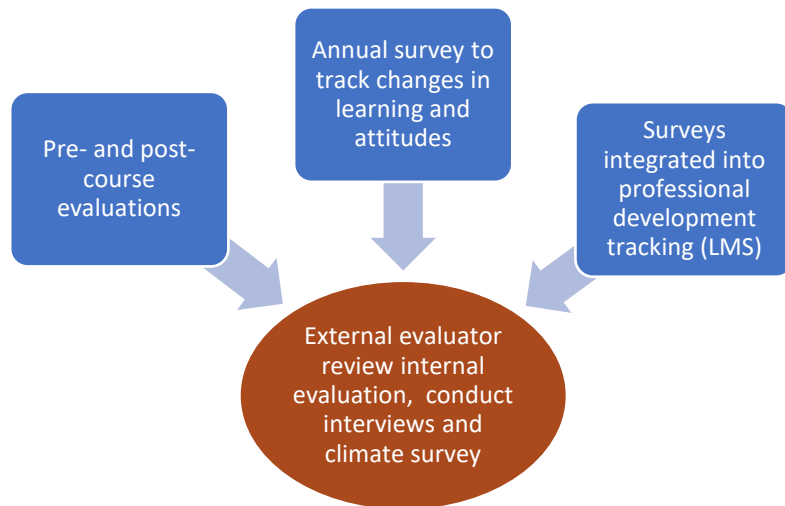 Pre- and post-
course
evaluations
Annual survey to
track changes in
learning and
attitudes
Surveys
integrated into
professional
development
tracking (LMS)
External evaluator
review internal
evaluation, conduct
interviews and
climate survey